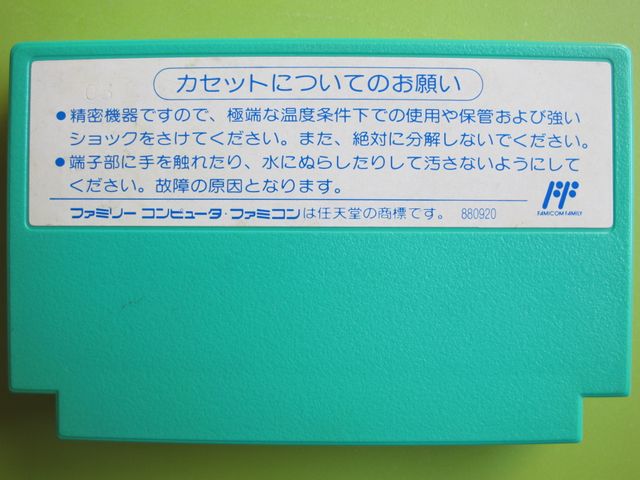 カセットについてのお願い
●精密機器ですので、極端な温度条件下での使用や保管および強い
ショックをさけてください。また、絶対に分解しないでください。
●端子部に手を触れたり、水にぬらしたりして汚さないようにして
ください。故障の原因となります。
ファミリー コンピュータ・ファミコンは任天堂の商標です。 880920
FAMICOM FAMILY